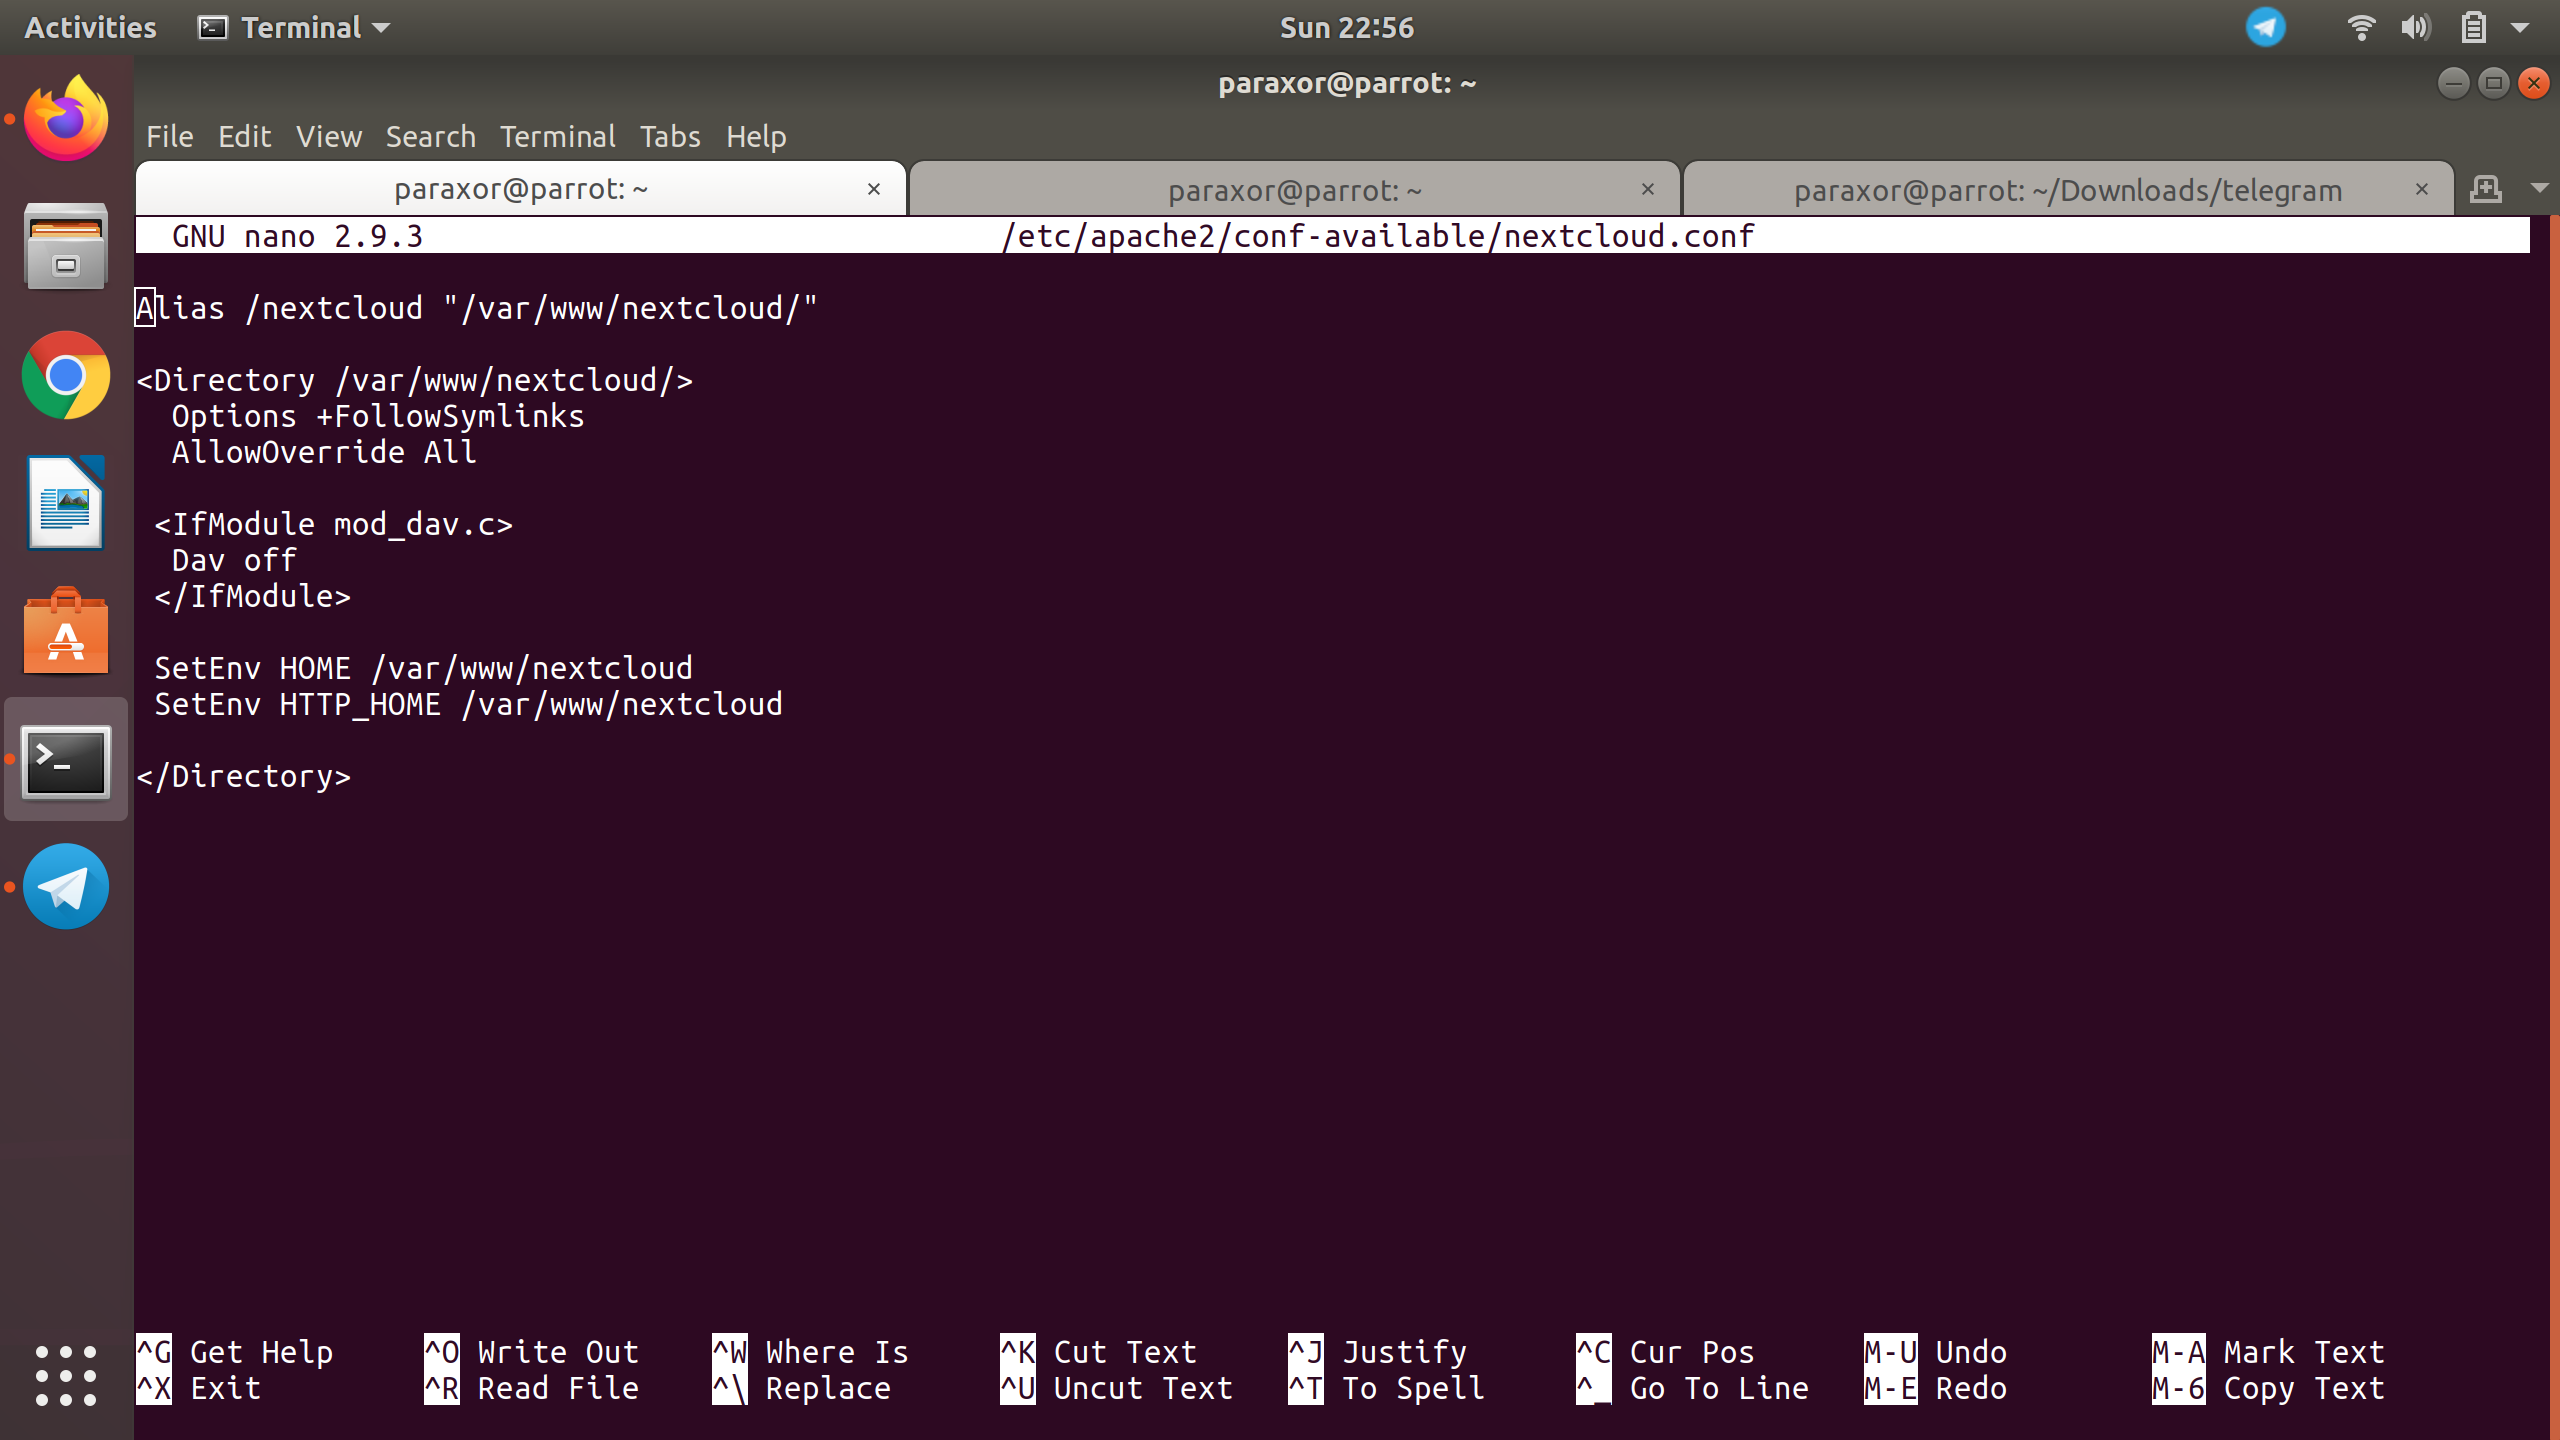 Activities Terminal Sun 22:56
paraxor@parrot: ~
File Edit View Search Terminal Tabs Help
paraxor@parrot: ~ paraxor@parrot: ~ paraxor@parrot: ~/Downloads/telegram
GNU nano 2.9.3 /etc/apache2/conf-available/nextcloud.conf
Alias /nextcloud "/var/www/nextcloud/"
<Directory /var/www/nextcloud/>
Options +FollowSymlinks
AllowOverride All
<IfModule mod_dav.c>
Dav off
</IfModule>
SetEnv HOME /var/www/nextcloud
SetEnv HTTP_HOME /var/www/nextcloud
</Directory>
^G Get Help ^O Write Out ^W Where Is ^K Cut Text ^J Justify ^C Cur Pos M-U Undo M-A Mark Text
^X Exit ^R Read File ^\ Replace ^U Uncut Text ^T To Spell ^_ Go To Line M-E Redo M-6 Copy Text